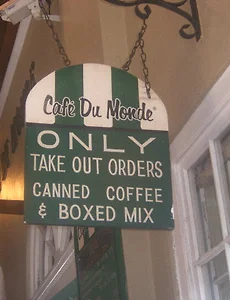 Café Du Monde®
ONLY
TAKE OUT ORDERS
CANNED COFFEE
& BOXED MIX